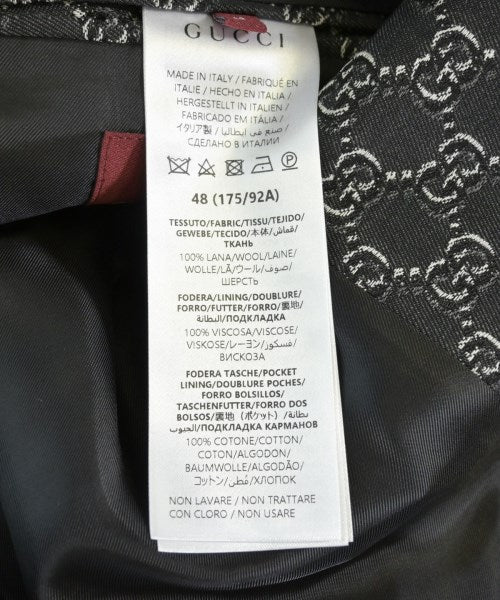 GUCCI
MADE IN ITALY / FABRIQUÉ EN
ITALIE / HECHO EN ITALIA /
HERGESTELLT IN ITALIEN /
FABRICADO EM ITÁLIA /
イタリア製 / صنع في ايطاليا /
СДЕЛАНО В ИТАЛИИ
48 (175/92A)
TESSUTO/FABRIC/TISSU/TEJIDO/
GEWEBE/TECIDO/本体/قماش/
ТКАНЬ
100% LANA/WOOL/LAINE/
WOLLE/LÃ/ウール/صوف/
ШЕРСТЬ
FODERA/LINING/DOUBLURE/
FORRO/FUTTER/FORRO/裏地/
البطانة/ПОДКЛАДКА
100% VISCOSA/VISCOSE/
VISKOSE/レーヨン/فسكوز/
ВИСКОЗА
FODERA TASCHE/POCKET
LINING/DOUBLURE POCHES/
FORRO BOLSILLOS/
TASCHENFUTTER/FORRO DOS
BOLSOS/裏地（ポケット）/بطانة
الجيوب/ПОДКЛАДКА КАРМАНОВ
100% COTONE/COTTON/
COTON/ALGODON/
BAUMWOLLE/ALGODÃO/
コットン/قطن/ХЛОПОК
NON LAVARE / NON TRATTARE
CON CLORO / NON USARE